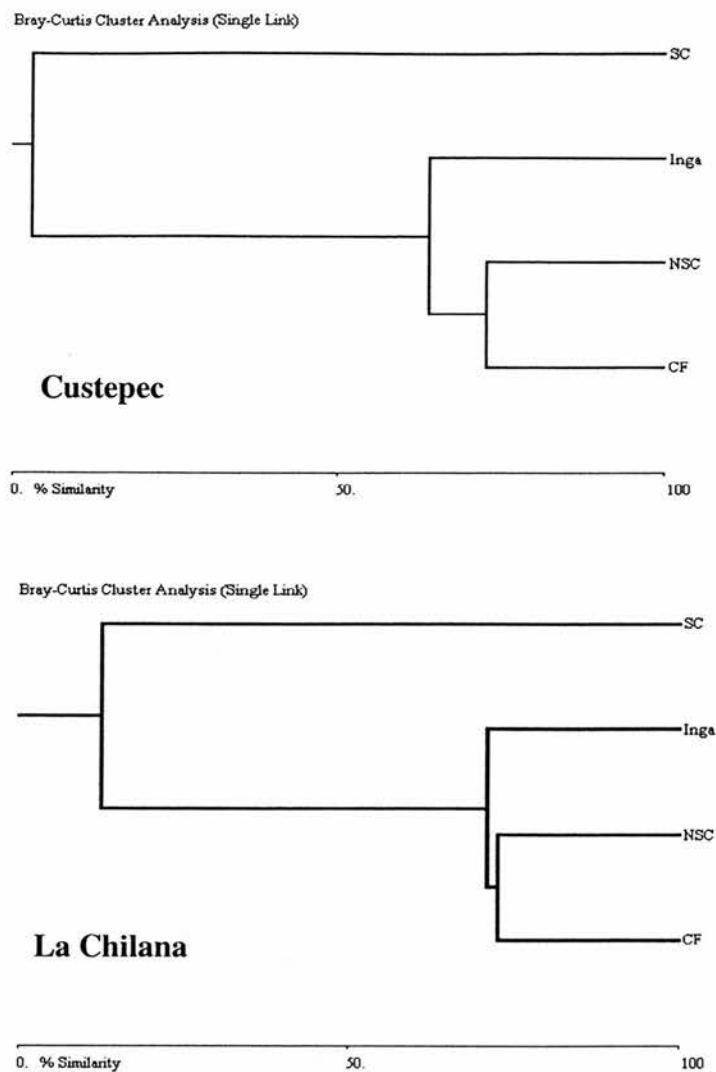 Bray-Curtis Cluster Analysis (Single Link)
SC
Inga
NSC
CF
Custepec
0. % Similarity 50. 100
Bray-Curtis Cluster Analysis (Single Link)
SC
Inga
NSC
CF
La Chilana
0. % Similarity 50. 100